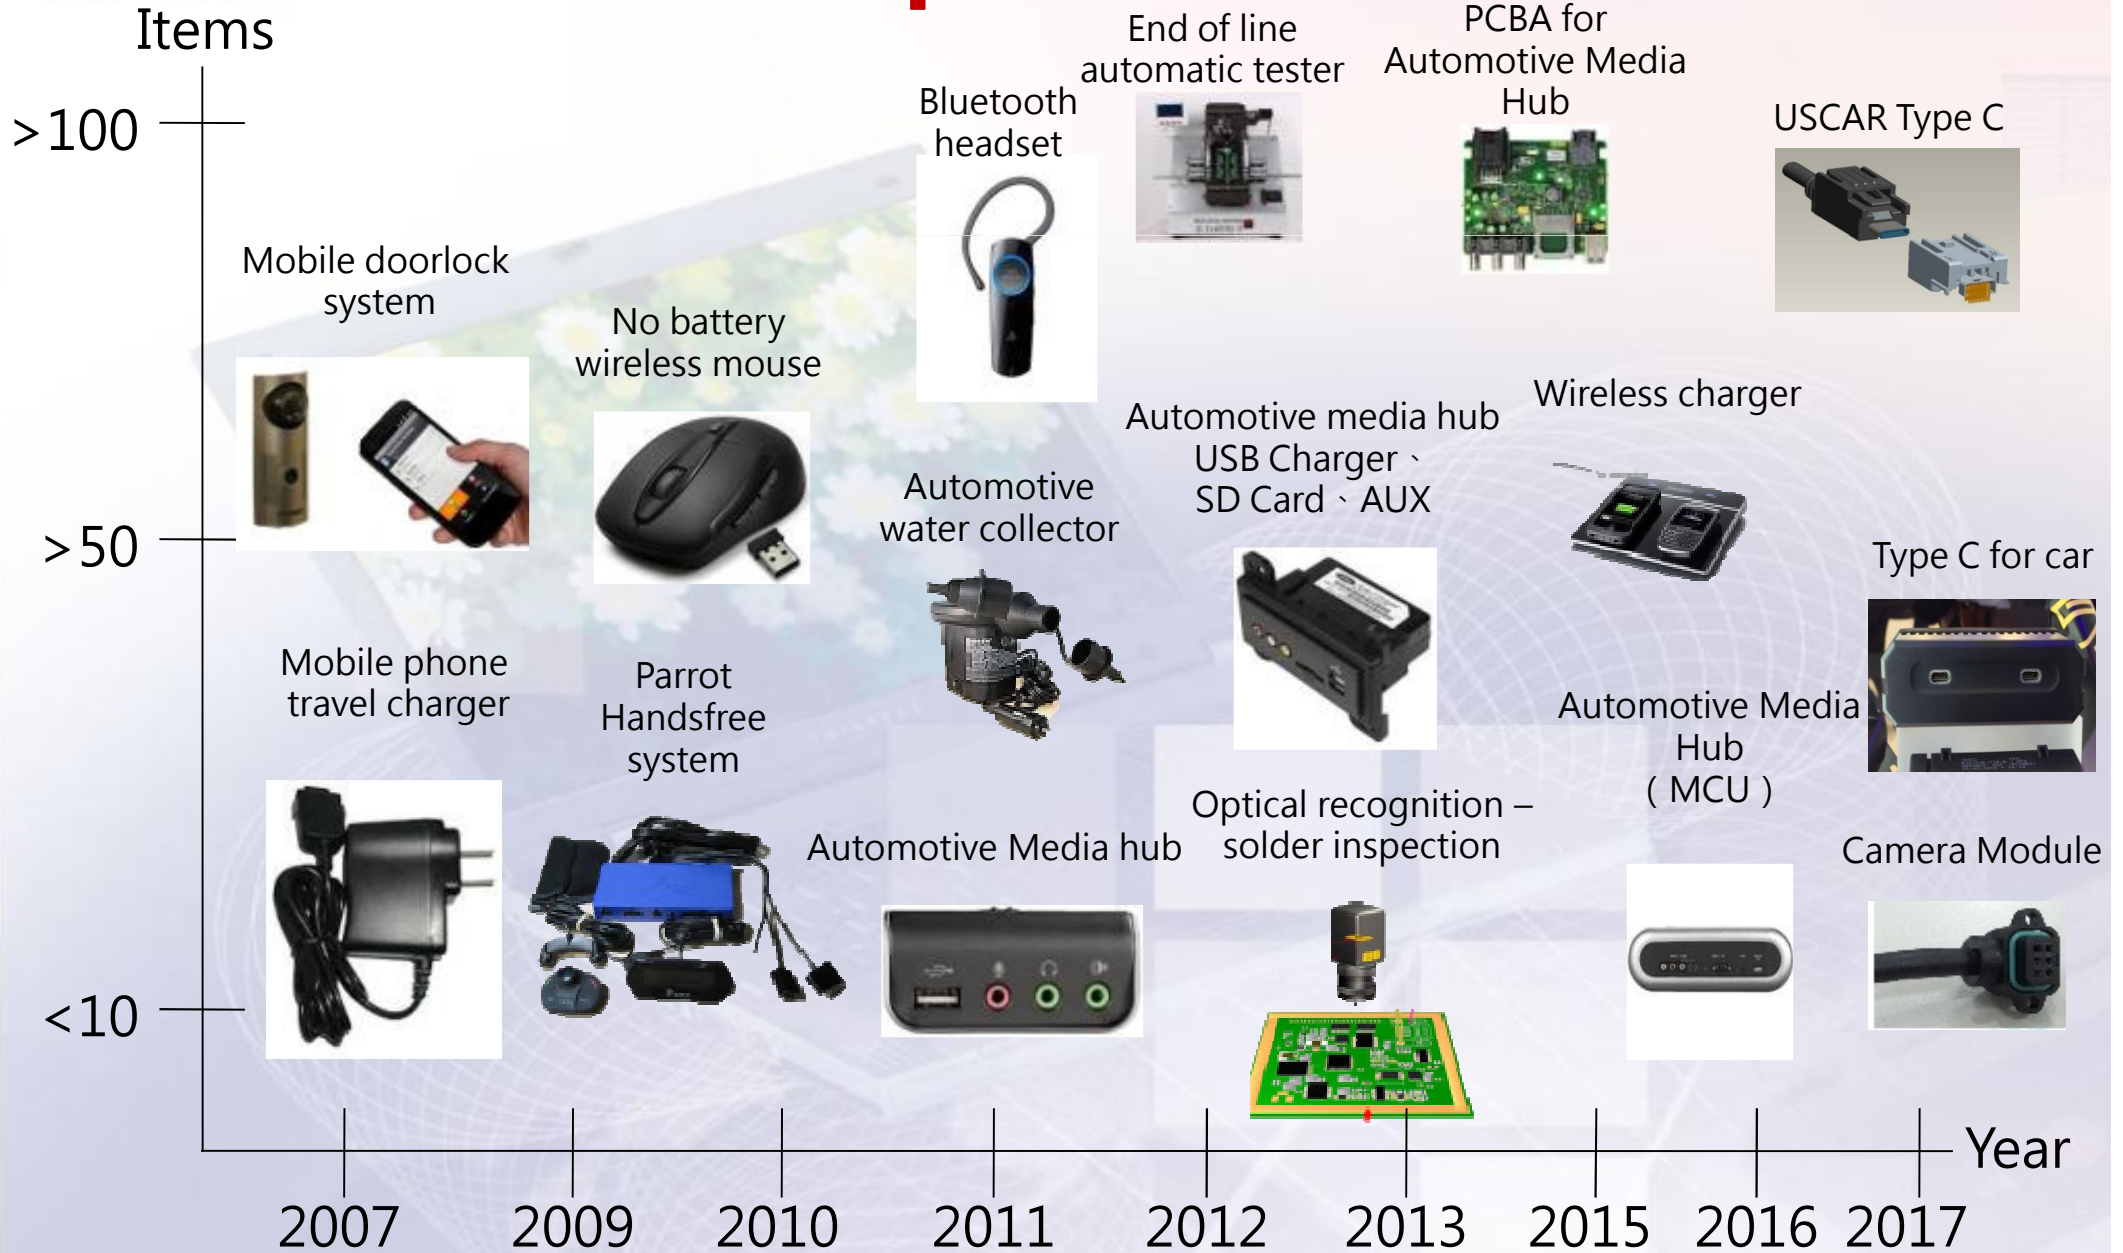 Items
>100
>50
<10
End of line
automatic tester
PCBA for
Automotive Media
Hub
Bluetooth
headset
USCAR Type C
Mobile doorlock
system
No battery
wireless mouse
Wireless charger
Automotive media hub
USB Charger、
SD Card、AUX
Automotive
water collector
Type C for car
Mobile phone
travel charger
Parrot
Handsfree
system
Automotive Media
Hub
( MCU )
Optical recognition –
solder inspection
Automotive Media hub
Camera Module
Year
2007 2009 2010 2011 2012 2013 2015 2016 2017